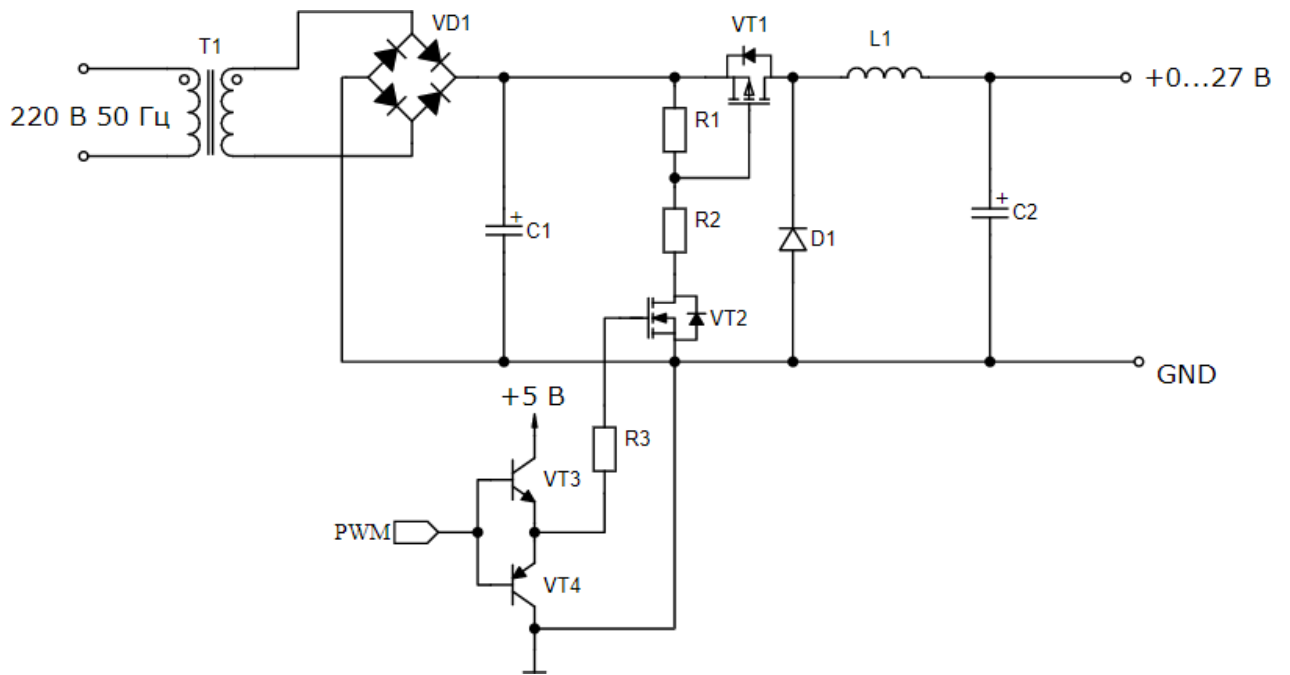 T1
VD1
VT1
L1
+0...27 В
220 В 50 Гц
R1
+
C1
R2
D1
+
C2
VT2
GND
+5 В
R3
VT3
PWM
VT4